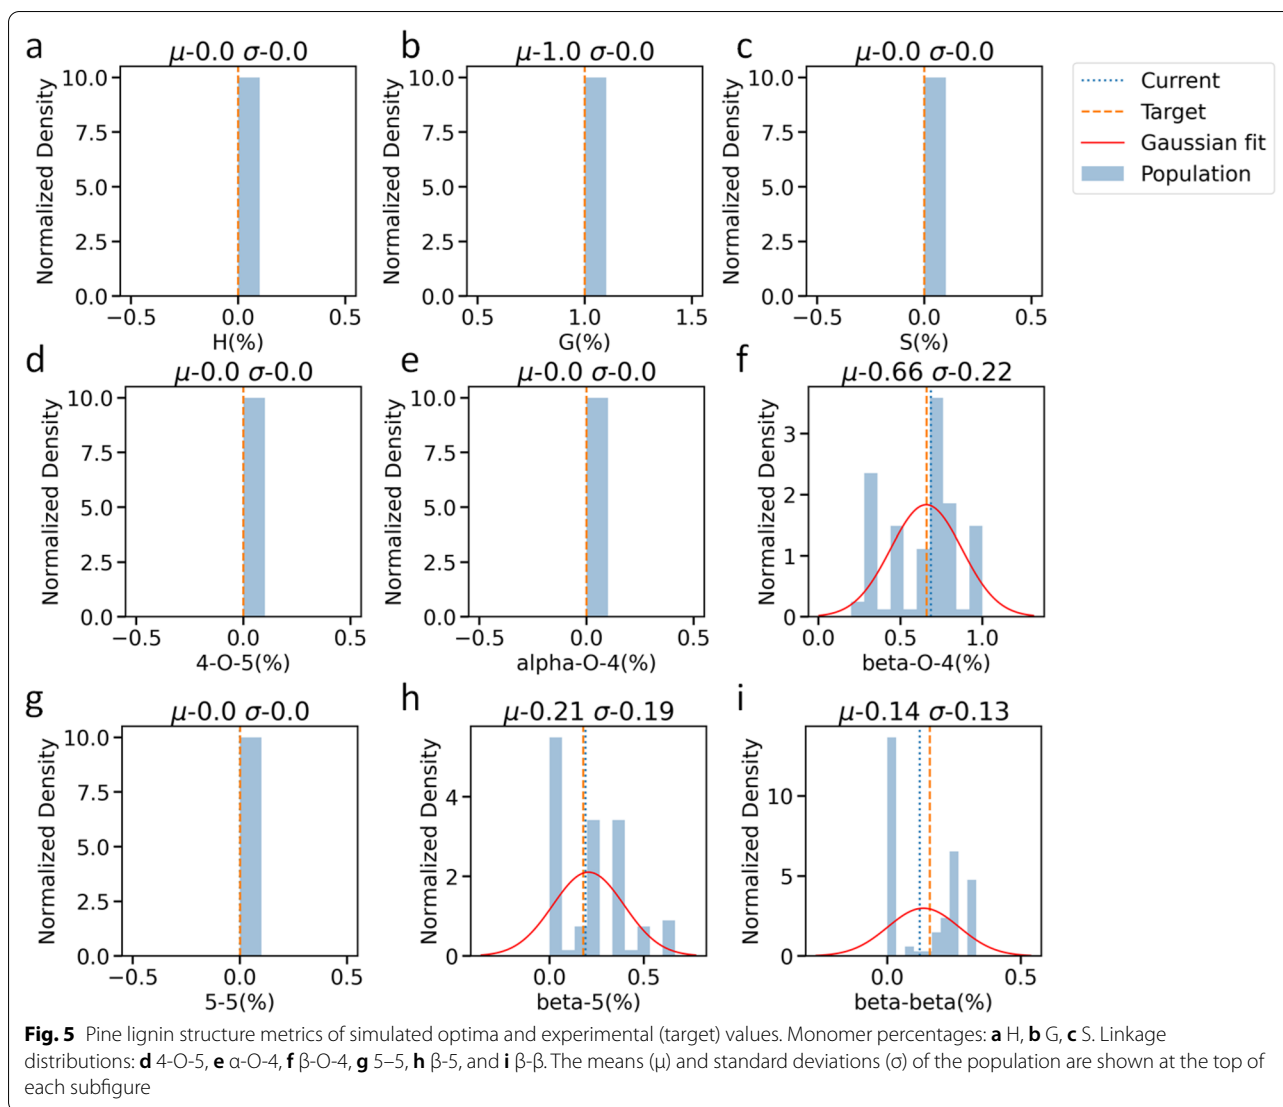 a
μ-0.0 σ-0.0
10.0
7.5
5.0
2.5
0.0
Normalized Density
−0.5 0.0 0.5
H(%)
b
μ-1.0 σ-0.0
10.0
7.5
5.0
2.5
0.0
Normalized Density
0.5 1.0 1.5
G(%)
c
μ-0.0 σ-0.0
10.0
7.5
5.0
2.5
0.0
Normalized Density
−0.5 0.0 0.5
S(%)
Current
Target
Gaussian fit
Population
d
μ-0.0 σ-0.0
10.0
7.5
5.0
2.5
0.0
Normalized Density
−0.5 0.0 0.5
4-O-5(%)
e
μ-0.0 σ-0.0
10.0
7.5
5.0
2.5
0.0
Normalized Density
−0.5 0.0 0.5
alpha-O-4(%)
f
μ-0.66 σ-0.22
3
2
1
0
Normalized Density
0.0 0.5 1.0
beta-O-4(%)
g
μ-0.0 σ-0.0
10.0
7.5
5.0
2.5
0.0
Normalized Density
−0.5 0.0 0.5
5-5(%)
h
μ-0.21 σ-0.19
4
2
0
Normalized Density
0.0 0.5
beta-5(%)
i
μ-0.14 σ-0.13
10
5
0
Normalized Density
0.0 0.5
beta-beta(%)
Fig. 5 Pine lignin structure metrics of simulated optima and experimental (target) values. Monomer percentages: a H, b G, c S. Linkage
distributions: d 4-O-5, e α-O-4, f β-O-4, g 5–5, h β-5, and i β-β. The means (μ) and standard deviations (σ) of the population are shown at the top of
each subfigure